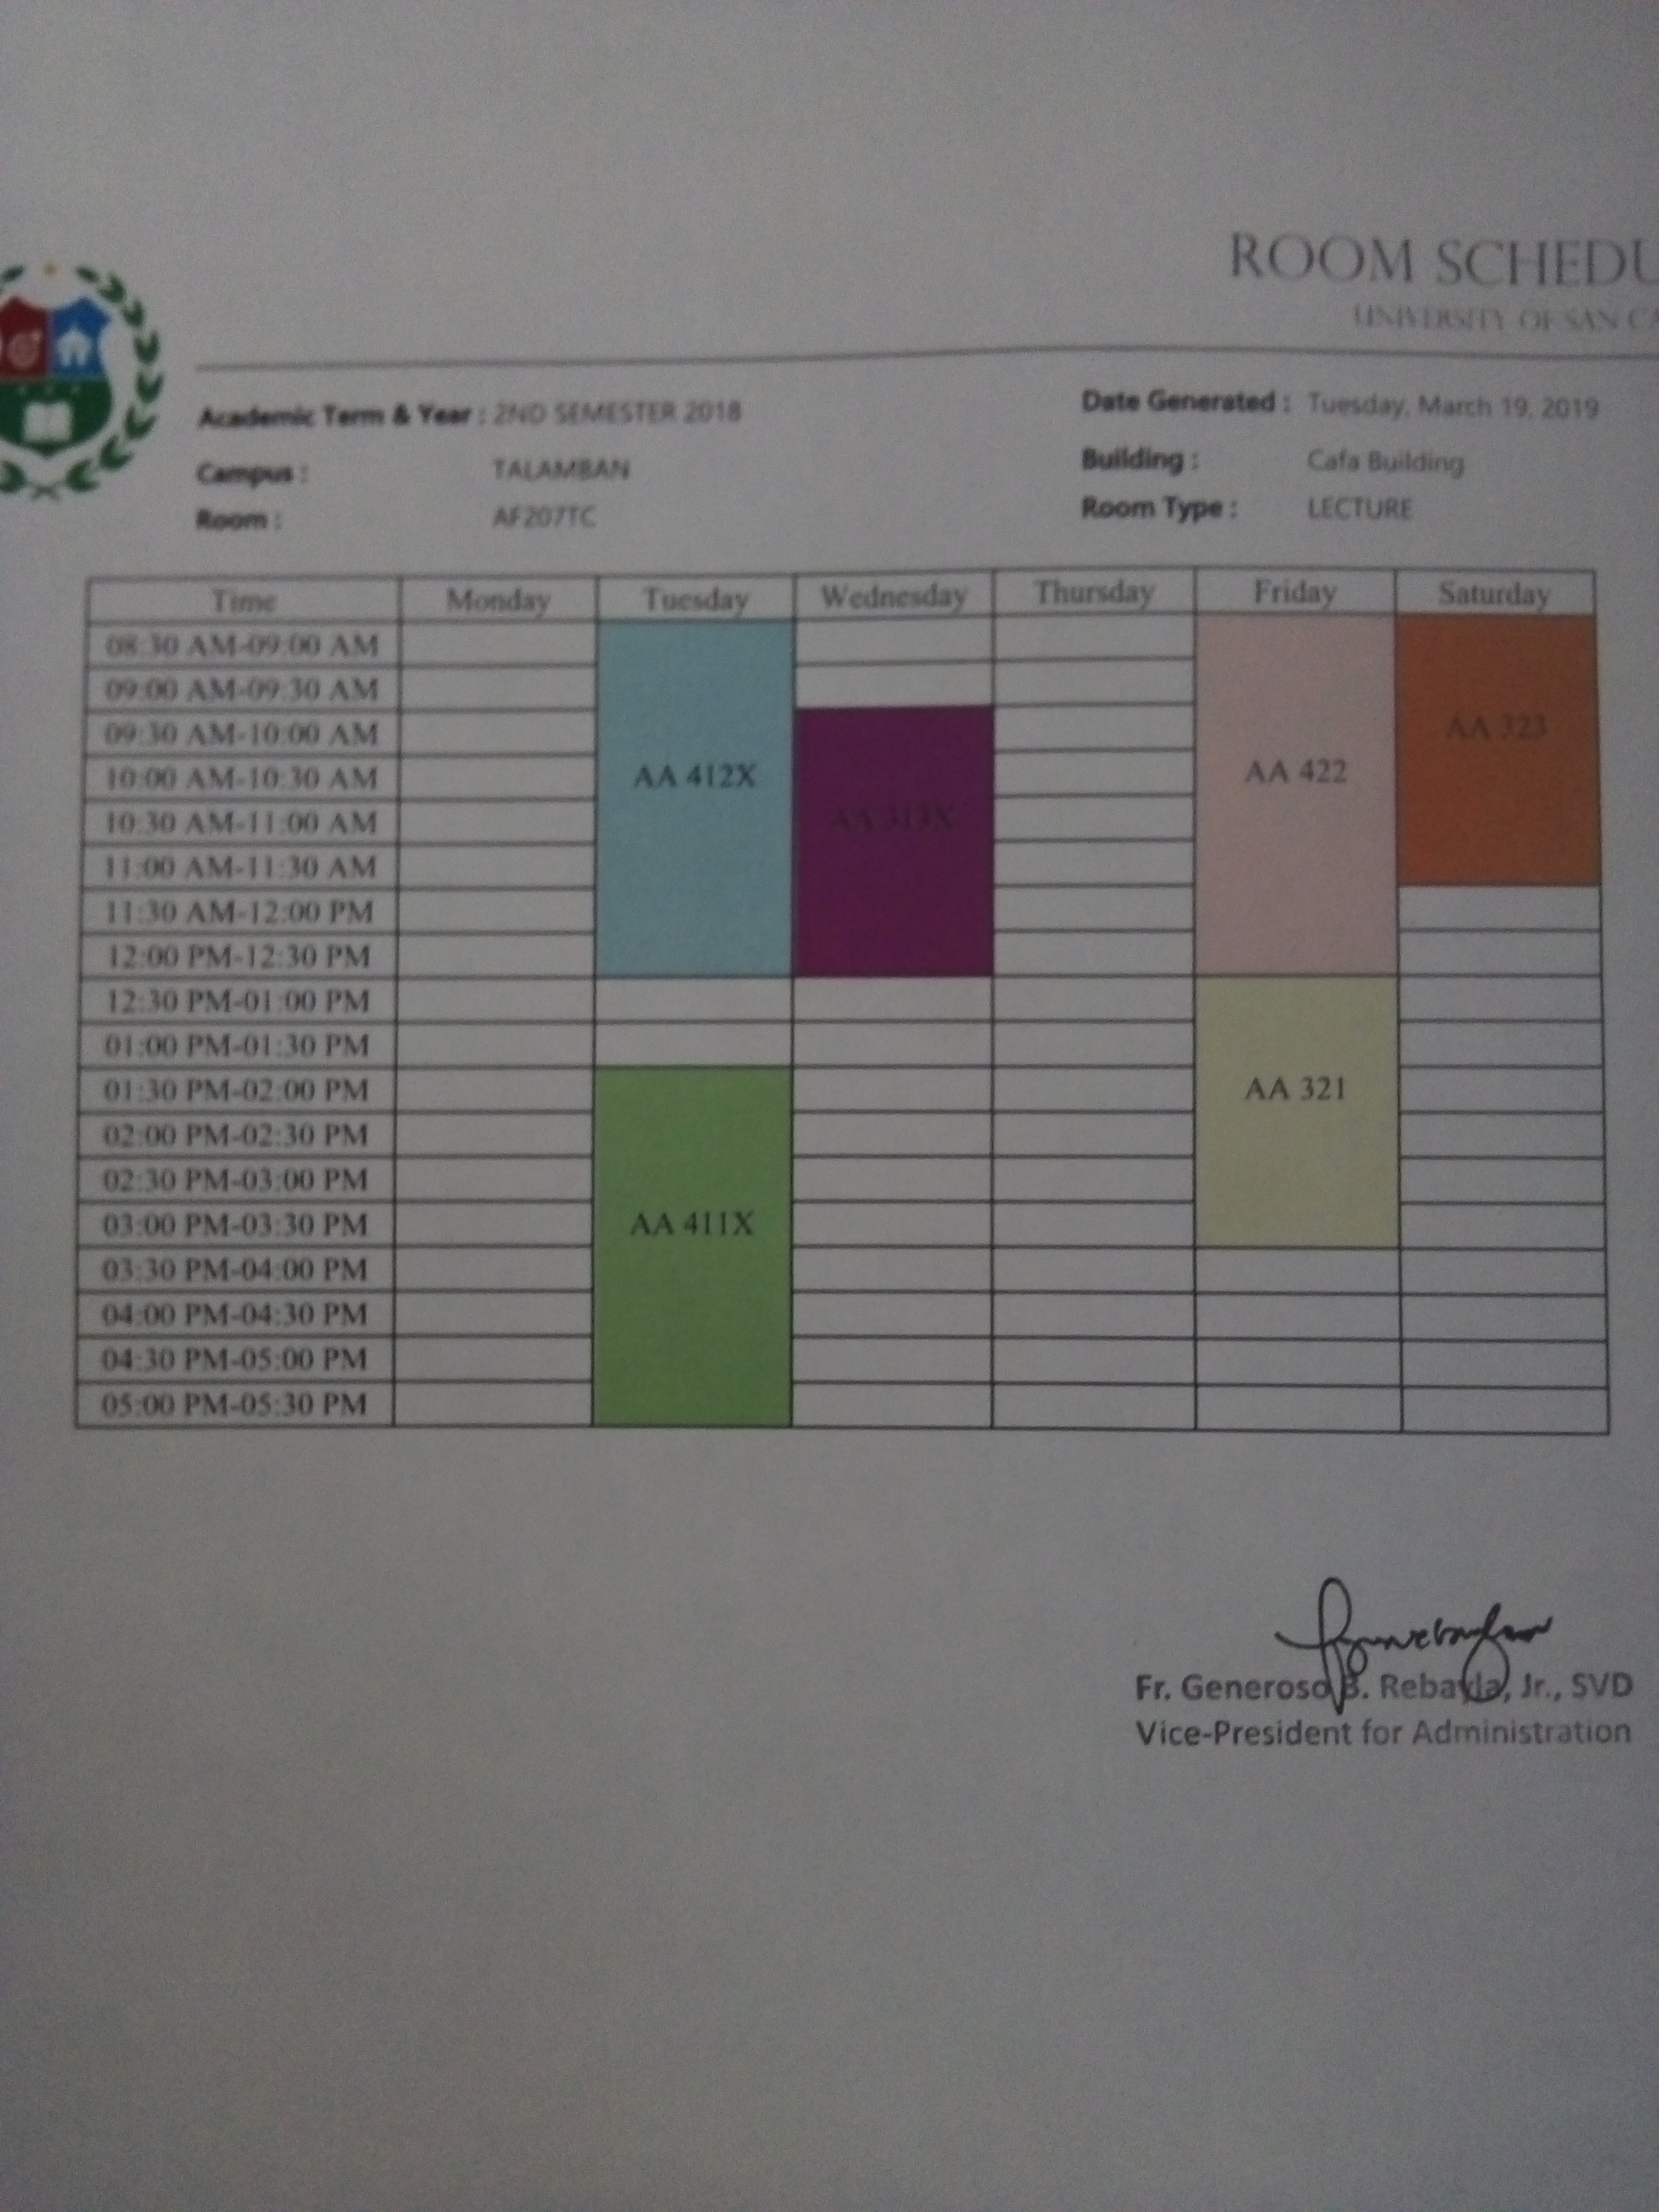 ROOM SCHEDU
UNIVERSITY OF SAN CA
Academic Term & Year : 2ND SEMESTER 2018
Date Generated : Tuesday, March 19, 2019
Campus : TALAMBAN
Building : Cafa Building
Room : AF207TC
Room Type : LECTURE
Time Monday Tuesday Wednesday Thursday Friday Saturday
08:30 AM-09:00 AM
09:00 AM-09:30 AM
09:30 AM-10:00 AM AA 323
10:00 AM-10:30 AM AA 412X AA 422
10:30 AM-11:00 AM AA 313X
11:00 AM-11:30 AM
11:30 AM-12:00 PM
12:00 PM-12:30 PM
12:30 PM-01:00 PM
01:00 PM-01:30 PM
01:30 PM-02:00 PM AA 321
02:00 PM-02:30 PM
02:30 PM-03:00 PM
03:00 PM-03:30 PM AA 411X
03:30 PM-04:00 PM
04:00 PM-04:30 PM
04:30 PM-05:00 PM
05:00 PM-05:30 PM
Fr. Generoso B. Rebayla, Jr., SVD
Vice-President for Administration